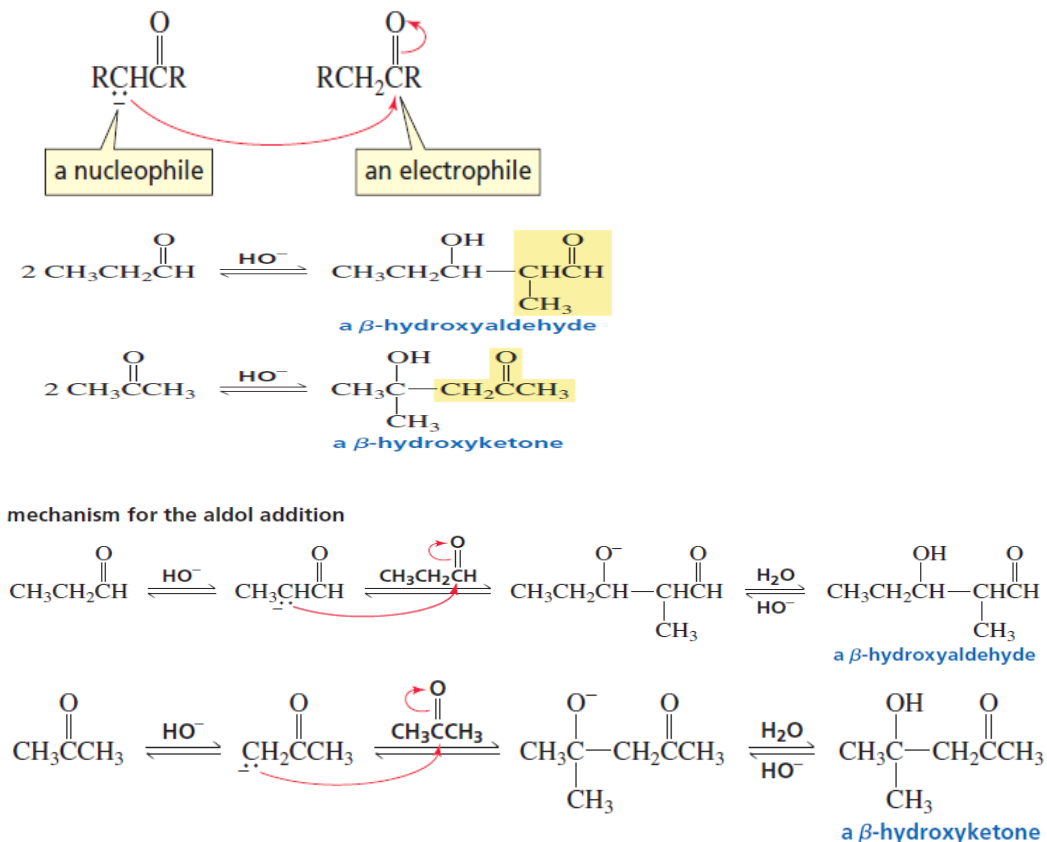 O O
RCHCR RCH₂CR
a nucleophile an electrophile
O OH O
2 CH₃CH₂CH HO⁻ CH₃CH₂CH—CHCH
CH₃
a β-hydroxyaldehyde
O OH O
2 CH₃CCH₃ HO⁻ CH₃C—CH₂CCH₃
CH₃
a β-hydroxyketone
mechanism for the aldol addition
O O O O⁻ O OH O
CH₃CH₂CH HO⁻ CH₃CHCH CH₃CH₂CH CH₃CH₂CH—CHCH H₂O HO⁻ CH₃CH₂CH—CHCH
CH₃ CH₃
a β-hydroxyaldehyde
O O O O⁻ O OH O
CH₃CCH₃ HO⁻ CH₂CCH₃ CH₃CCH₃ CH₃C—CH₂CCH₃ H₂O HO⁻ CH₃C—CH₂CCH₃
CH₃ CH₃
a β-hydroxyketone